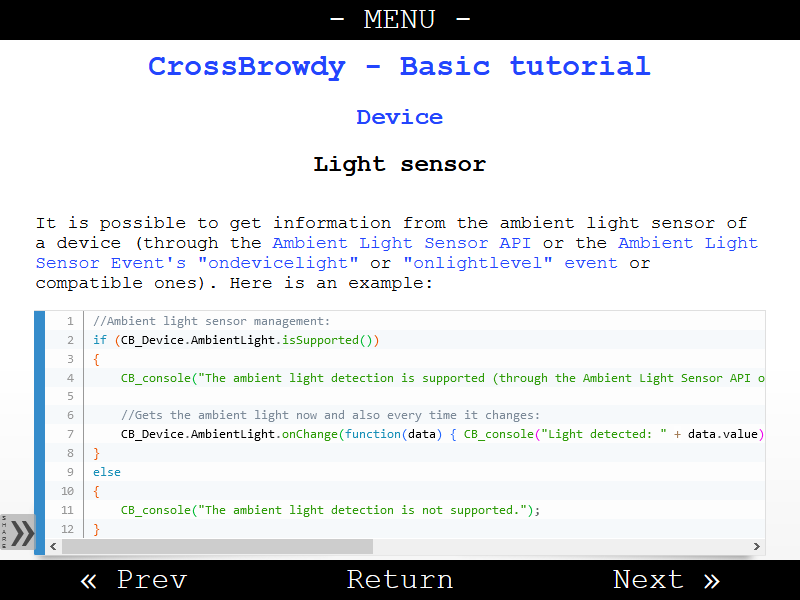 - MENU -
CrossBrowdy - Basic tutorial
Device
Light sensor
It is possible to get information from the ambient light sensor of
a device (through the Ambient Light Sensor API or the Ambient Light
Sensor Event's "ondevicelight" or "onlightlevel" event or
compatible ones). Here is an example:
1 //Ambient light sensor management:
2 if (CB_Device.AmbientLight.isSupported())
3 {
4 CB_console("The ambient light detection is supported (through the Ambient Light Sensor API o
5
6 //Gets the ambient light now and also every time it changes:
7 CB_Device.AmbientLight.onChange(function(data) { CB_console("Light detected: " + data.value)
8 }
9 else
10 {
11 CB_console("The ambient light detection is not supported.");
12 }
SHARE »
« Prev Return Next »